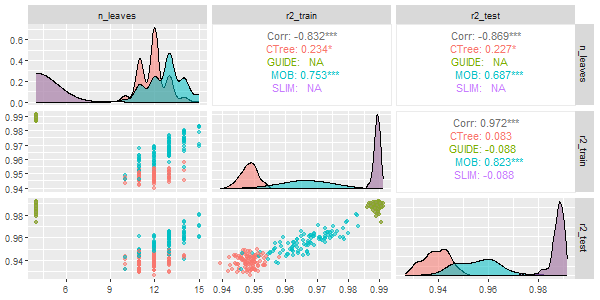 n_leaves
r2_train
r2_test
0.6
0.4
0.2
0.0
Corr: -0.832***
CTree: 0.234*
GUIDE: NA
MOB: 0.753***
SLIM: NA
Corr: -0.869***
CTree: 0.227*
GUIDE: NA
MOB: 0.687***
SLIM: NA
n_leaves
0.99
0.98
0.97
0.96
0.95
0.94
Corr: 0.972***
CTree: 0.083
GUIDE: -0.088
MOB: 0.823***
SLIM: -0.088
r2_train
0.98
0.96
0.94
r2_test
6 9 12 15
0.94 0.95 0.96 0.97 0.98 0.99
0.94 0.96 0.98